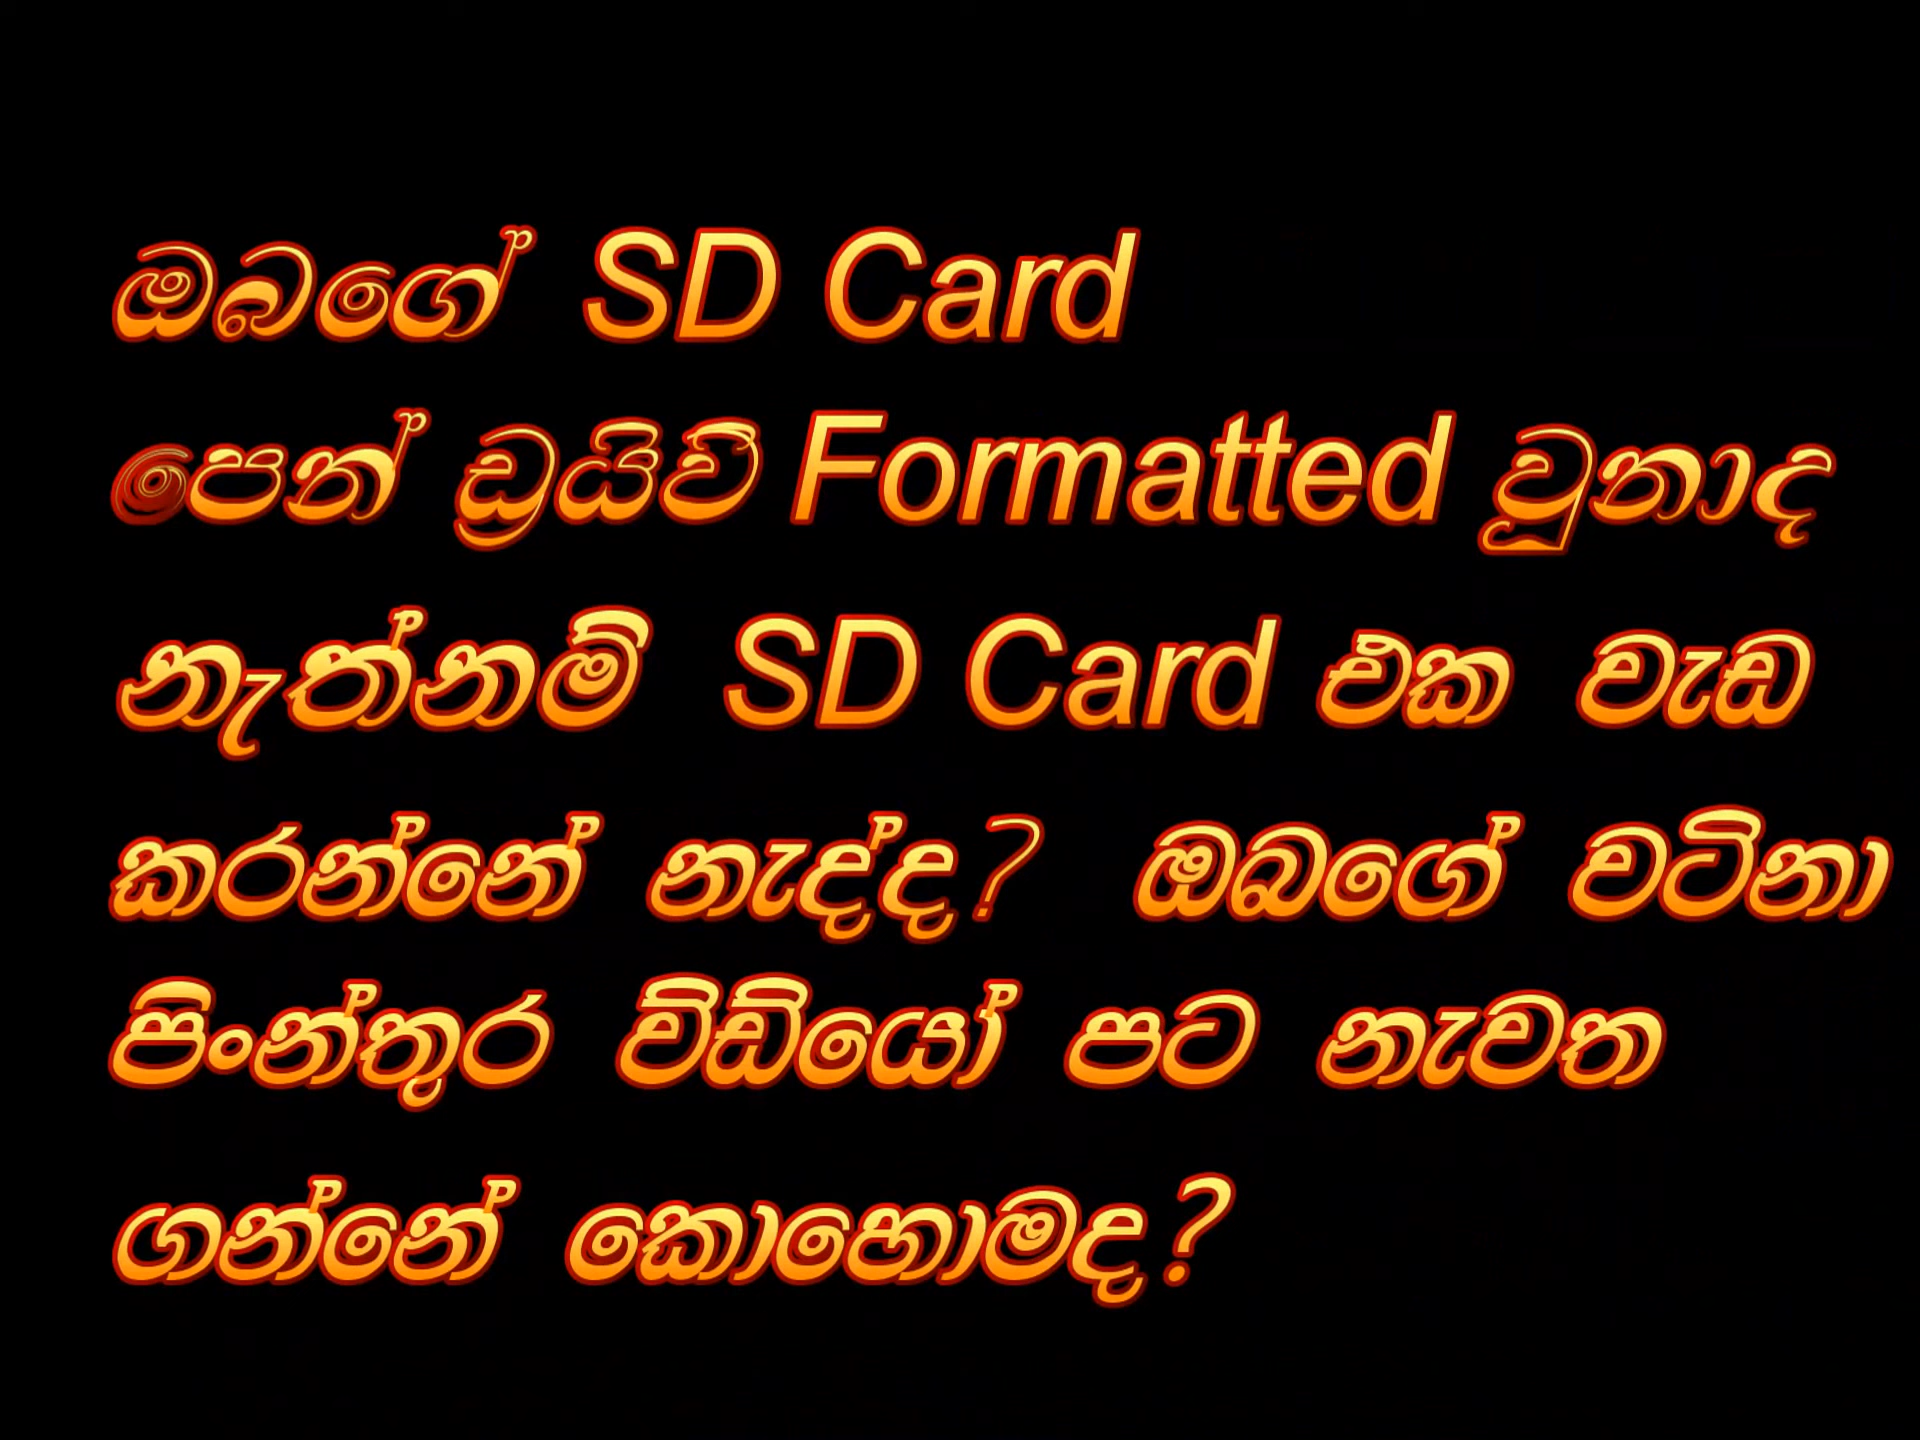 ඔබගේ SD Card
පෙන් ඩ්‍රයිව් Formatted වූනාද
නැත්නම් SD Card එක වැඩ
කරන්නේ නැද්ද? ඔබගේ වටිනා
පිංන්තූර විඩියෝ පට නැවත
ගන්නේ කොහොමද?